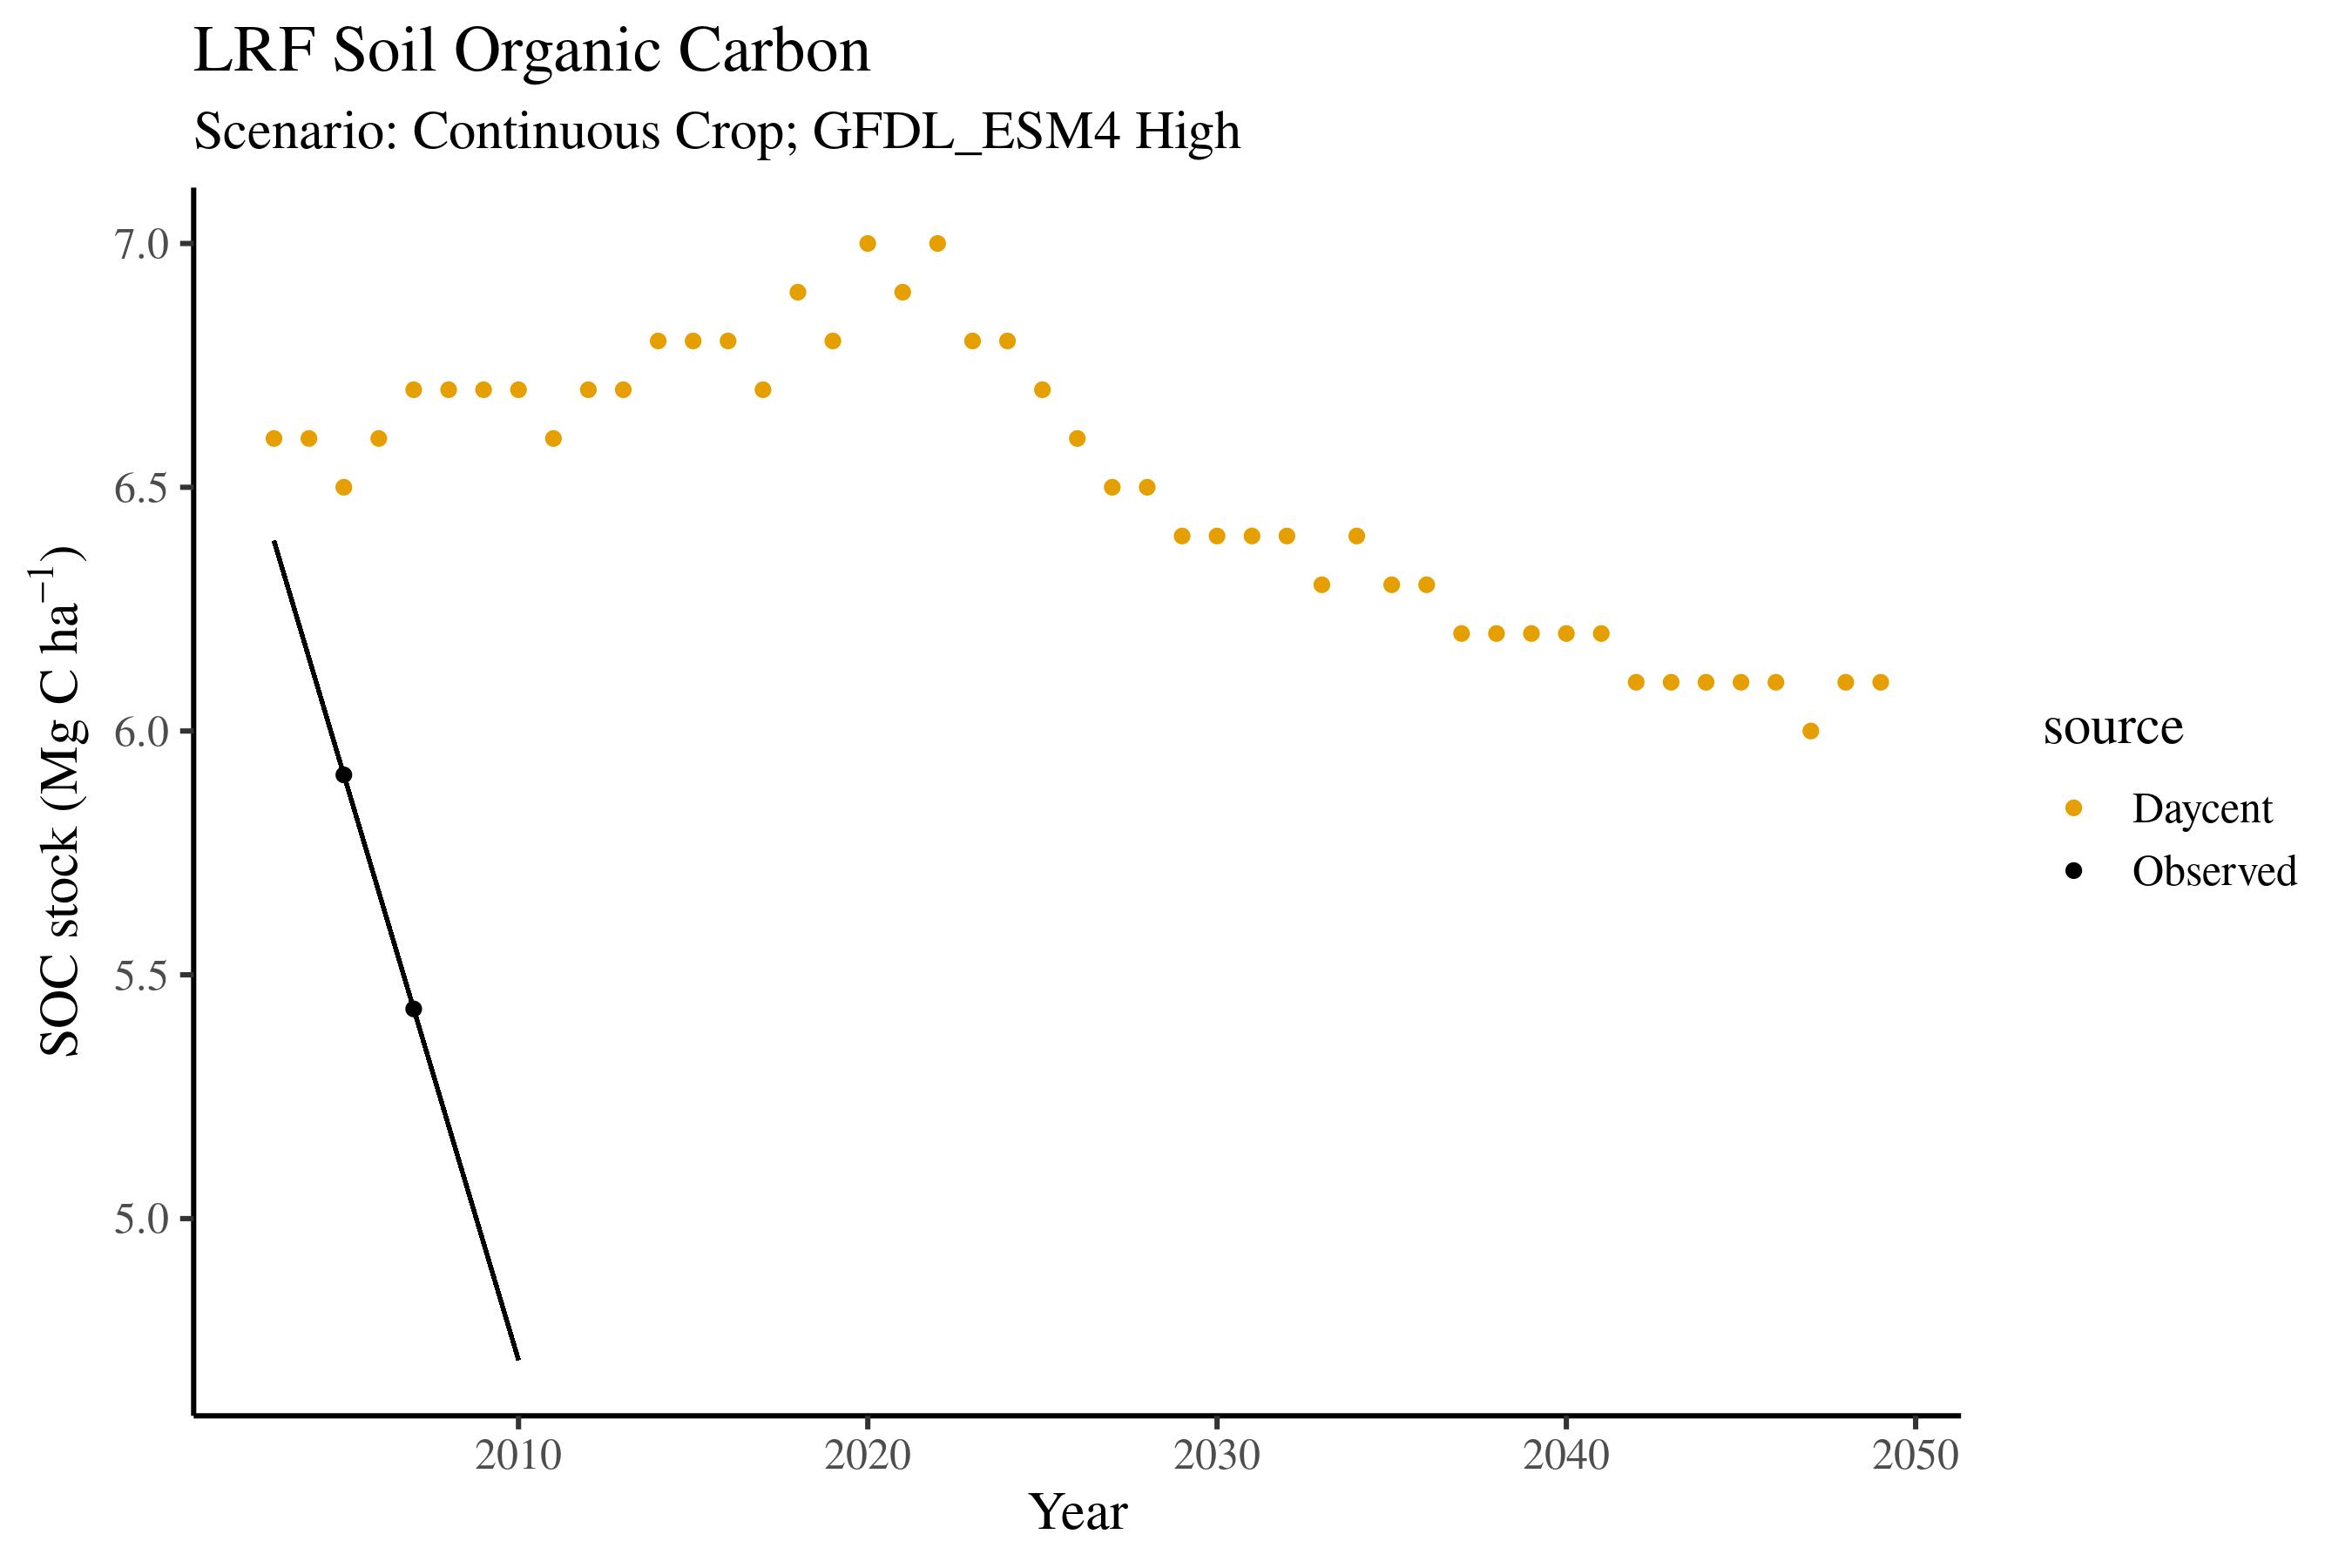 LRF Soil Organic Carbon
Scenario: Continuous Crop; GFDL_ESM4 High
SOC stock (Mg C ha⁻¹)
7.0
6.5
6.0
5.5
5.0
2010 2020 2030 2040 2050
Year
source
Daycent
Observed